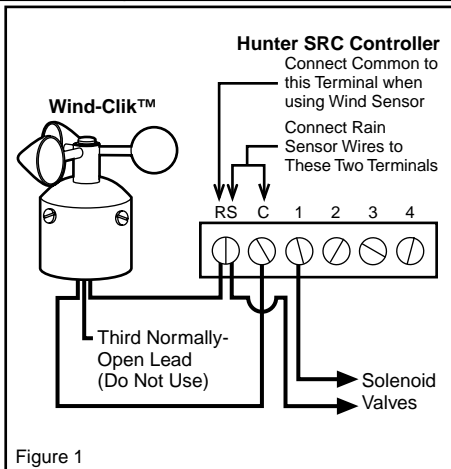 Hunter SRC Controller
Connect Common to
this Terminal when
using Wind Sensor
Wind-Clik™
Connect Rain
Sensor Wires to
These Two Terminals
RS C 1 2 3 4
Third Normally-
Open Lead
(Do Not Use)
Solenoid
Valves
Figure 1